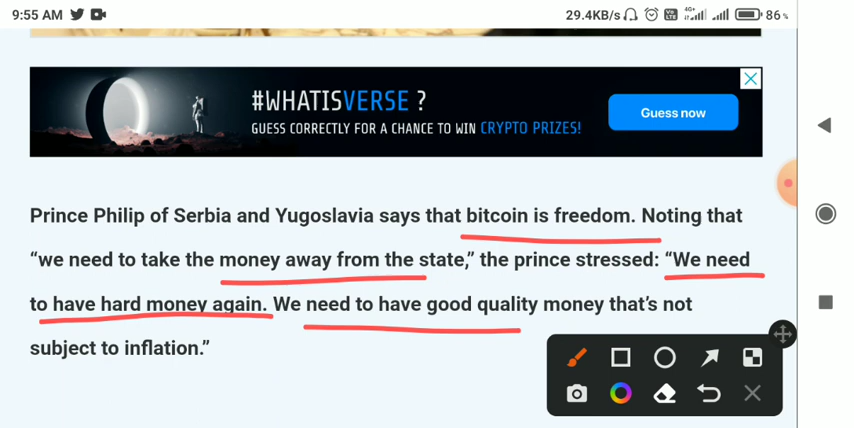 9:55 AM 29.4KB/s 4G+ 86%
#WHATISVERSE ?
GUESS CORRECTLY FOR A CHANCE TO WIN CRYPTO PRIZES!
Guess now
Prince Philip of Serbia and Yugoslavia says that bitcoin is freedom. Noting that
“we need to take the money away from the state,” the prince stressed: “We need
to have hard money again. We need to have good quality money that’s not
subject to inflation.”